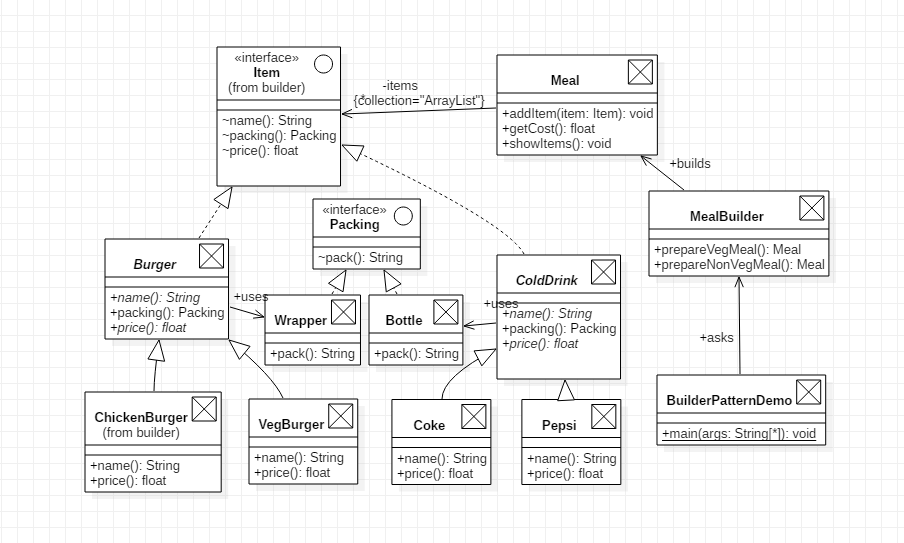 «interface»
Item
(from builder)
~name(): String
~packing(): Packing
~price(): float
-items
{collection="ArrayList"}
*
Meal
+addItem(item: Item): void
+getCost(): float
+showItems(): void
+builds
MealBuilder
+prepareVegMeal(): Meal
+prepareNonVegMeal(): Meal
«interface»
Packing
~pack(): String
Burger
+name(): String
+packing(): Packing
+price(): float
+uses
Wrapper
+pack(): String
Bottle
+pack(): String
+uses
ColdDrink
+name(): String
+packing(): Packing
+price(): float
+asks
BuilderPatternDemo
+main(args: String[*]): void
ChickenBurger
(from builder)
+name(): String
+price(): float
VegBurger
+name(): String
+price(): float
Coke
+name(): String
+price(): float
Pepsi
+name(): String
+price(): float